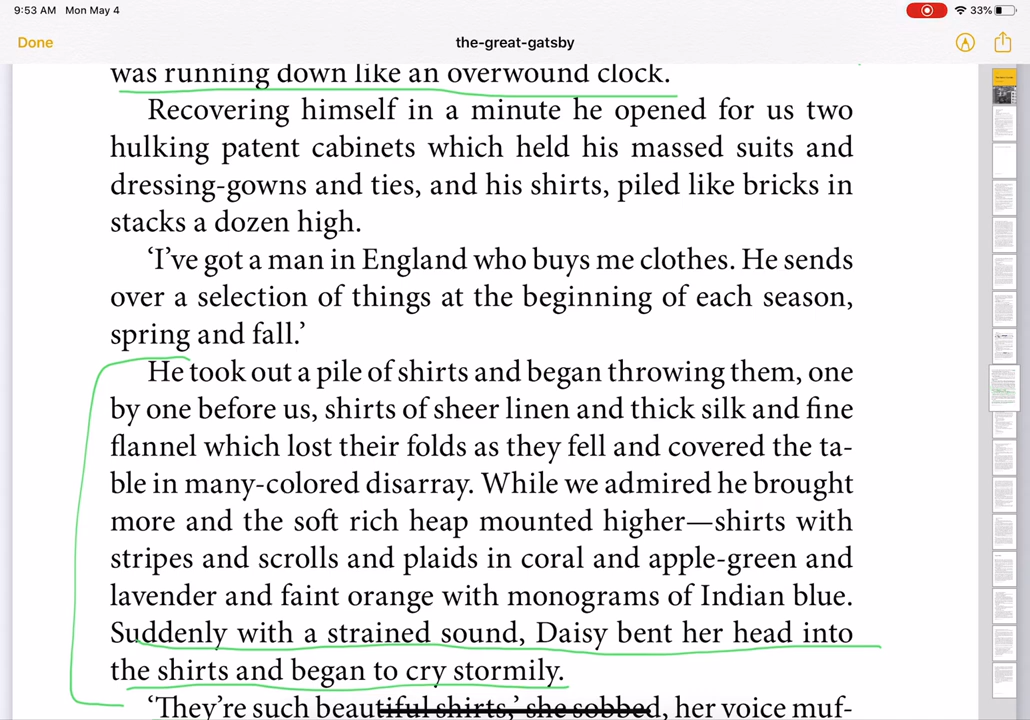 9:53 AM Mon May 4 33%
Done the-great-gatsby
was running down like an overwound clock.
Recovering himself in a minute he opened for us two
hulking patent cabinets which held his massed suits and
dressing-gowns and ties, and his shirts, piled like bricks in
stacks a dozen high.
‘I’ve got a man in England who buys me clothes. He sends
over a selection of things at the beginning of each season,
spring and fall.’
He took out a pile of shirts and began throwing them, one
by one before us, shirts of sheer linen and thick silk and fine
flannel which lost their folds as they fell and covered the ta-
ble in many-colored disarray. While we admired he brought
more and the soft rich heap mounted higher—shirts with
stripes and scrolls and plaids in coral and apple-green and
lavender and faint orange with monograms of Indian blue.
Suddenly with a strained sound, Daisy bent her head into
the shirts and began to cry stormily.
‘They’re such beautiful shirts,’ she sobbed, her voice muf-